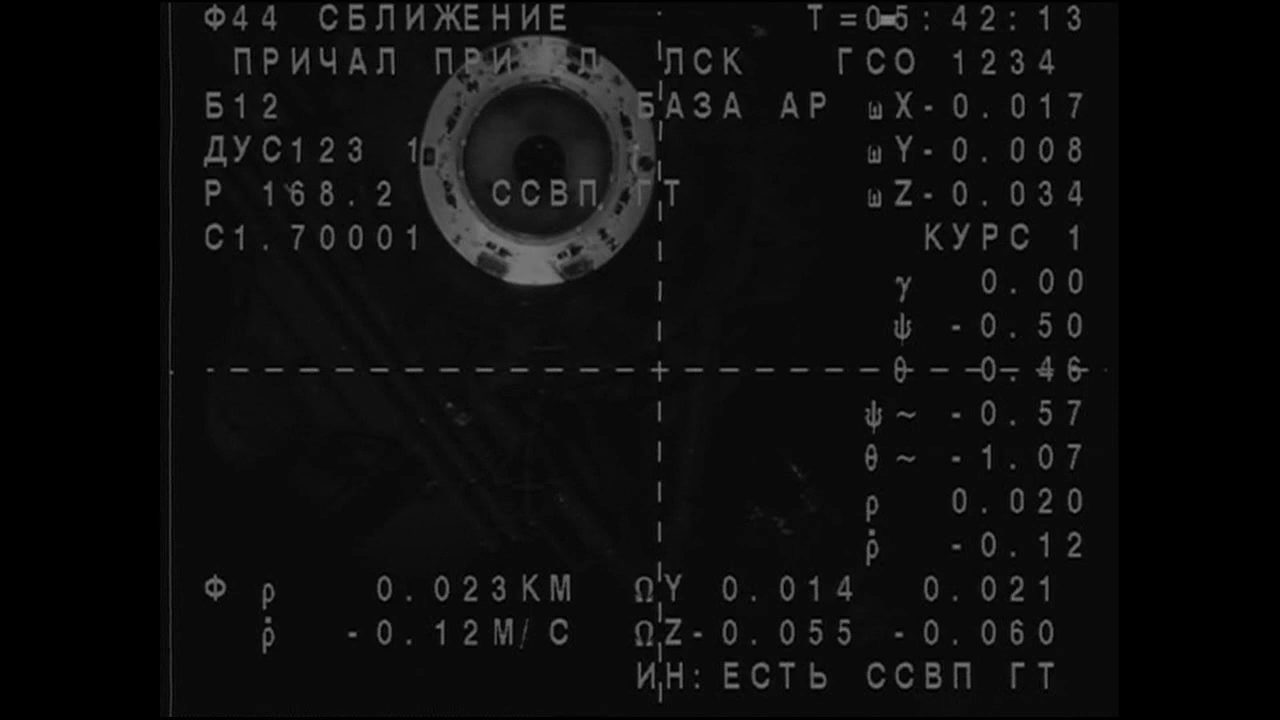 Ф44 СБЛИЖЕНИЕ Т=05:42:13
ПРИЧАЛ ПРИ Л ЛСК ГСО 1234
Б12 БАЗА АР ωX-0.017
ДУС123 1 ωY-0.008
Р 168.2 ССВП ГТ ωZ-0.034
С1.70001 КУРС 1
γ 0.00
ψ -0.50
θ -0.46
ψ~ -0.57
θ~ -1.07
ρ 0.020
ρ̇ -0.12
Ф ρ 0.023КМ ΩY 0.014 0.021
ρ̇ -0.12М/С ΩZ-0.055 -0.060
ИН: ЕСТЬ ССВП ГТ